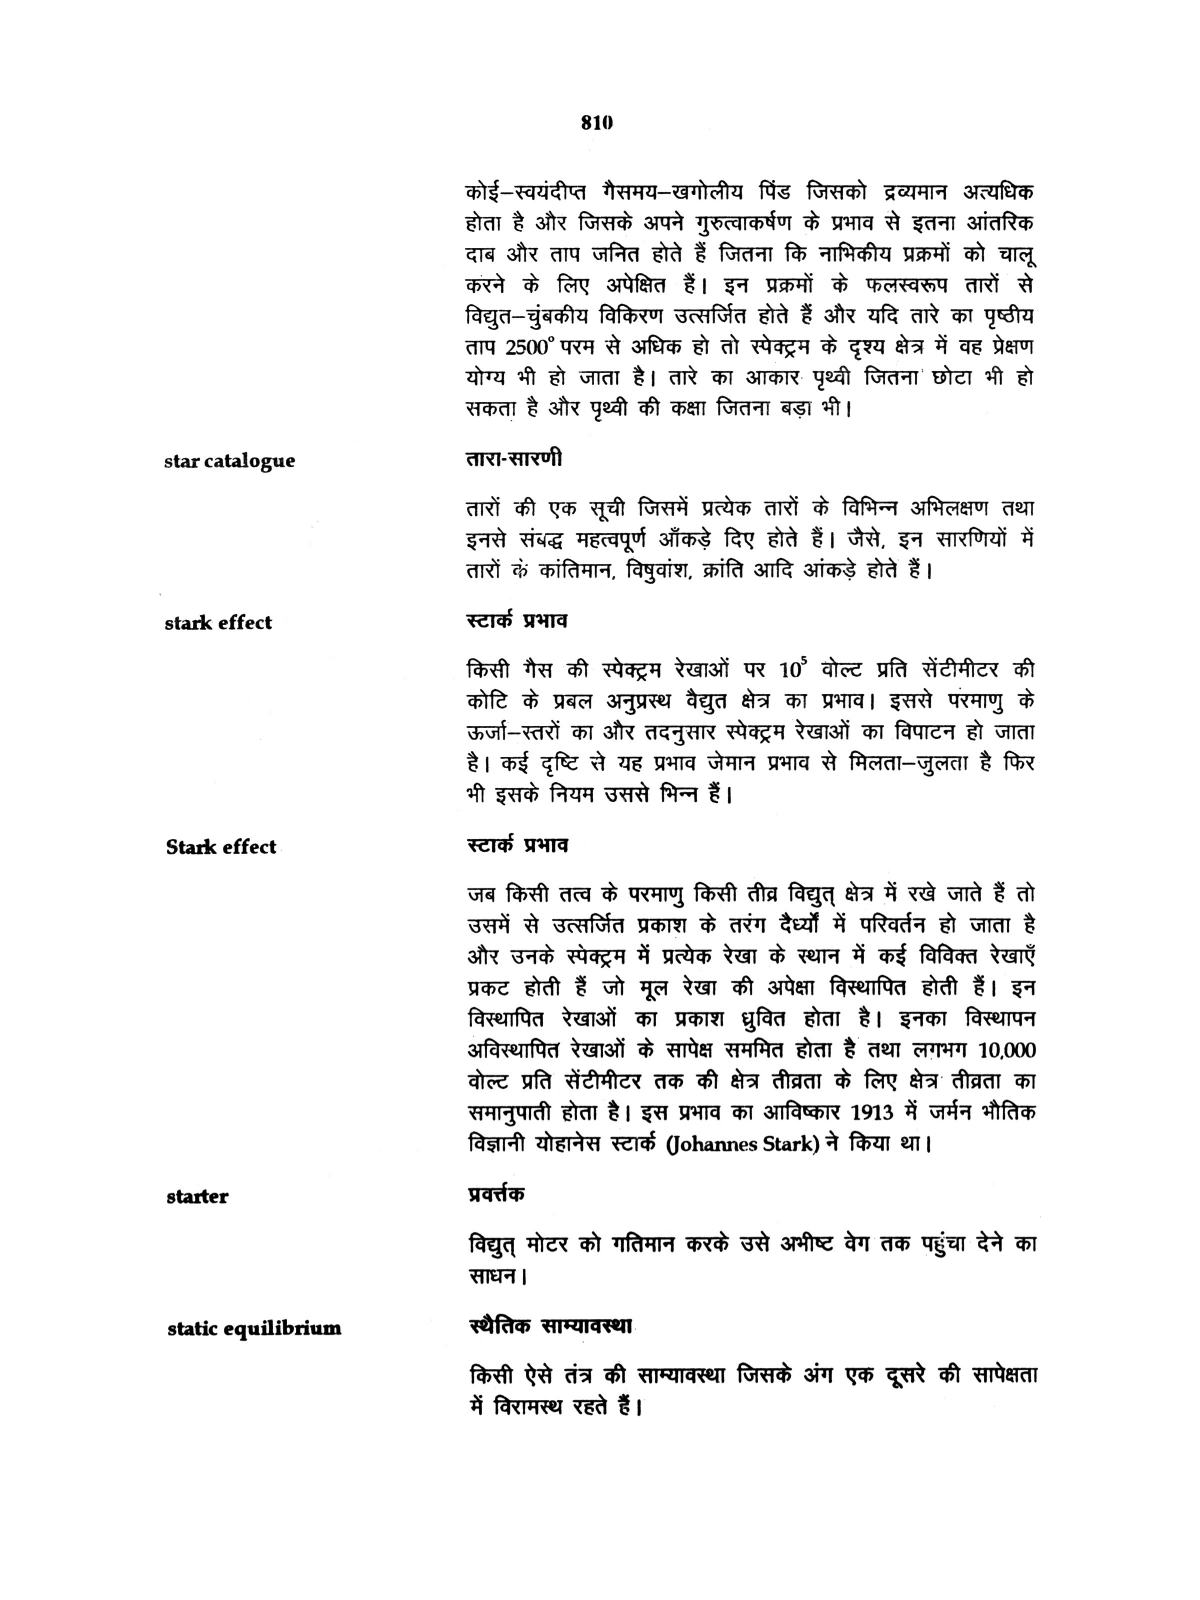 810
कोई–स्वयंदीप्त गैसमय–खगोलीय पिंड जिसको द्रव्यमान अत्यधिक
होता है और जिसके अपने गुरुत्वाकर्षण के प्रभाव से इतना आंतरिक
दाब और ताप जनित होते हैं जितना कि नाभिकीय प्रक्रमों को चालू
करने के लिए अपेक्षित हैं। इन प्रक्रमों के फलस्वरूप तारों से
विद्युत–चुंबकीय विकिरण उत्सर्जित होते हैं और यदि तारे का पृष्ठीय
ताप 2500° परम से अधिक हो तो स्पेक्ट्रम के दृश्य क्षेत्र में वह प्रेक्षण
योग्य भी हो जाता है। तारे का आकार पृथ्वी जितना छोटा भी हो
सकता है और पृथ्वी की कक्षा जितना बड़ा भी।
star catalogue तारा-सारणी
तारों की एक सूची जिसमें प्रत्येक तारों के विभिन्न अभिलक्षण तथा
इनसे संबद्ध महत्वपूर्ण आँकड़े दिए होते हैं। जैसे, इन सारणियों में
तारों के कांतिमान, विषुवांश, क्रांति आदि आंकड़े होते हैं।
stark effect स्टार्क प्रभाव
किसी गैस की स्पेक्ट्रम रेखाओं पर 10⁵ वोल्ट प्रति सेंटीमीटर की
कोटि के प्रबल अनुप्रस्थ वैद्युत क्षेत्र का प्रभाव। इससे परमाणु के
ऊर्जा–स्तरों का और तदनुसार स्पेक्ट्रम रेखाओं का विपाटन हो जाता
है। कई दृष्टि से यह प्रभाव जेमान प्रभाव से मिलता–जुलता है फिर
भी इसके नियम उससे भिन्न हैं।
Stark effect स्टार्क प्रभाव
जब किसी तत्व के परमाणु किसी तीव्र विद्युत् क्षेत्र में रखे जाते हैं तो
उसमें से उत्सर्जित प्रकाश के तरंग दैर्ध्यों में परिवर्तन हो जाता है
और उनके स्पेक्ट्रम में प्रत्येक रेखा के स्थान में कई विविक्त रेखाएँ
प्रकट होती हैं जो मूल रेखा की अपेक्षा विस्थापित होती हैं। इन
विस्थापित रेखाओं का प्रकाश ध्रुवित होता है। इनका विस्थापन
अविस्थापित रेखाओं के सापेक्ष सममित होता है तथा लगभग 10,000
वोल्ट प्रति सेंटीमीटर तक की क्षेत्र तीव्रता के लिए क्षेत्र तीव्रता का
समानुपाती होता है। इस प्रभाव का आविष्कार 1913 में जर्मन भौतिक
विज्ञानी योहानेस स्टार्क (Johannes Stark) ने किया था।
starter प्रवर्त्तक
विद्युत् मोटर को गतिमान करके उसे अभीष्ट वेग तक पहुंचा देने का
साधन।
static equilibrium स्थैतिक साम्यावस्था
किसी ऐसे तंत्र की साम्यावस्था जिसके अंग एक दूसरे की सापेक्षता
में विरामस्थ रहते हैं।